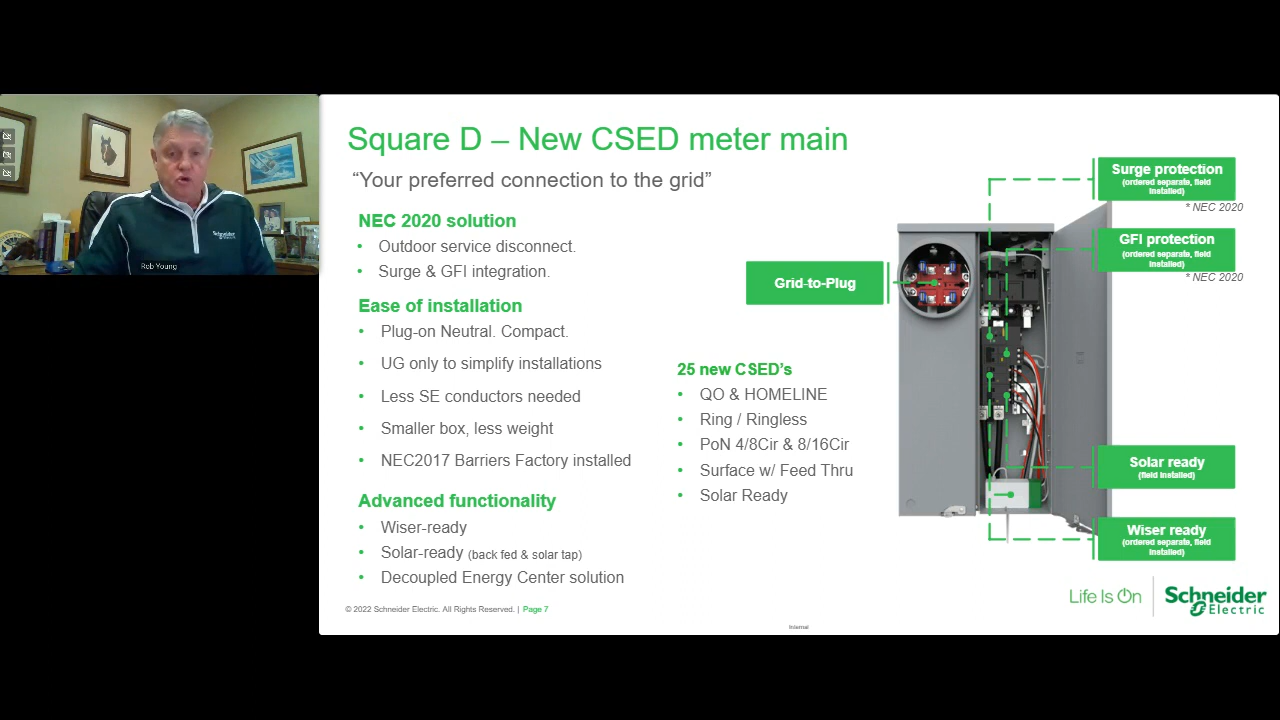 Square D – New CSED meter main
“Your preferred connection to the grid”
NEC 2020 solution
• Outdoor service disconnect.
• Surge & GFI integration.
Ease of installation
• Plug-on Neutral. Compact.
• UG only to simplify installations
• Less SE conductors needed
• Smaller box, less weight
• NEC2017 Barriers Factory installed
Advanced functionality
• Wiser-ready
• Solar-ready (back fed & solar tap)
• Decoupled Energy Center solution
25 new CSED’s
• QO & HOMELINE
• Ring / Ringless
• PoN 4/8Cir & 8/16Cir
• Surface w/ Feed Thru
• Solar Ready
Grid-to-Plug
Surge protection
(ordered separate, field
installed)
* NEC 2020
GFI protection
(ordered separate, field
installed)
* NEC 2020
Solar ready
(field installed)
Wiser ready
(ordered separate, field
installed)
© 2022 Schneider Electric. All Rights Reserved. | Page 7
Internal
Life Is On
Schneider
Electric
Schneider
Electric
Rob Young